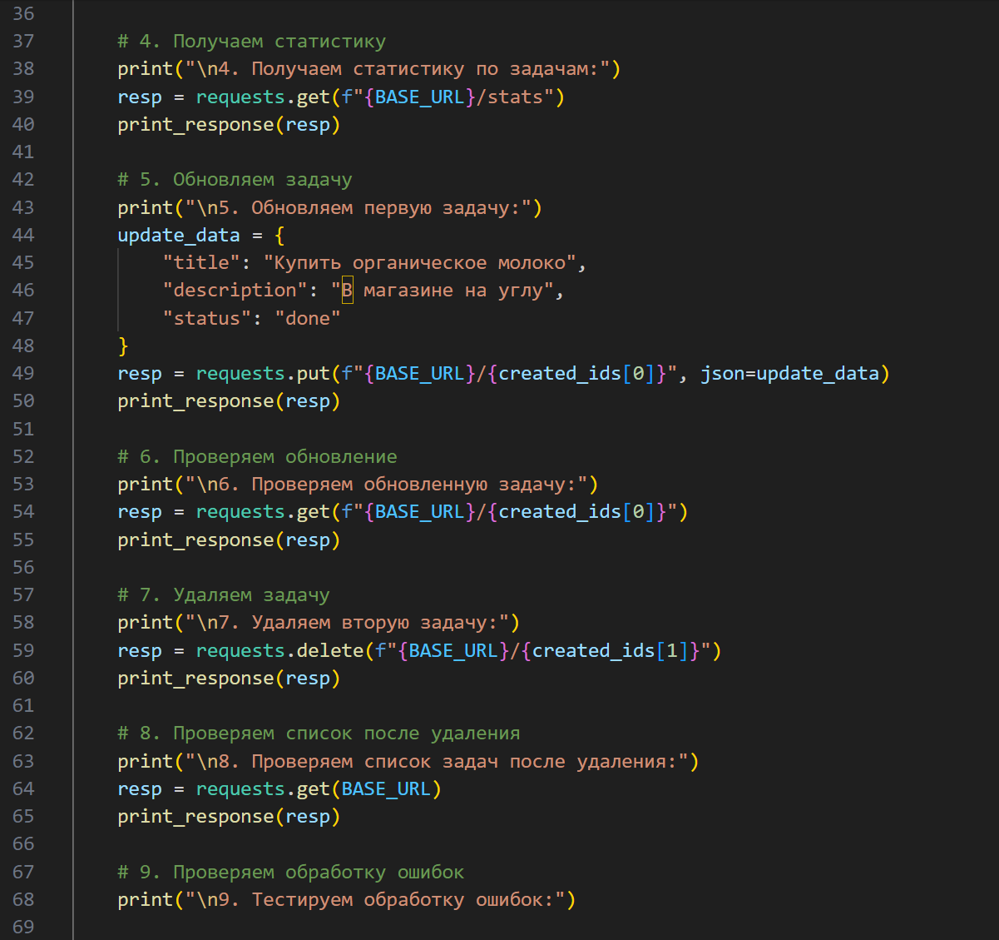 36
37 # 4. Получаем статистику
38 print("\n4. Получаем статистику по задачам:")
39 resp = requests.get(f"{BASE_URL}/stats")
40 print_response(resp)
41
42 # 5. Обновляем задачу
43 print("\n5. Обновляем первую задачу:")
44 update_data = {
45 "title": "Купить органическое молоко",
46 "description": "В магазине на углу",
47 "status": "done"
48 }
49 resp = requests.put(f"{BASE_URL}/{created_ids[0]}", json=update_data)
50 print_response(resp)
51
52 # 6. Проверяем обновление
53 print("\n6. Проверяем обновленную задачу:")
54 resp = requests.get(f"{BASE_URL}/{created_ids[0]}")
55 print_response(resp)
56
57 # 7. Удаляем задачу
58 print("\n7. Удаляем вторую задачу:")
59 resp = requests.delete(f"{BASE_URL}/{created_ids[1]}")
60 print_response(resp)
61
62 # 8. Проверяем список после удаления
63 print("\n8. Проверяем список задач после удаления:")
64 resp = requests.get(BASE_URL)
65 print_response(resp)
66
67 # 9. Проверяем обработку ошибок
68 print("\n9. Тестируем обработку ошибок:")
69